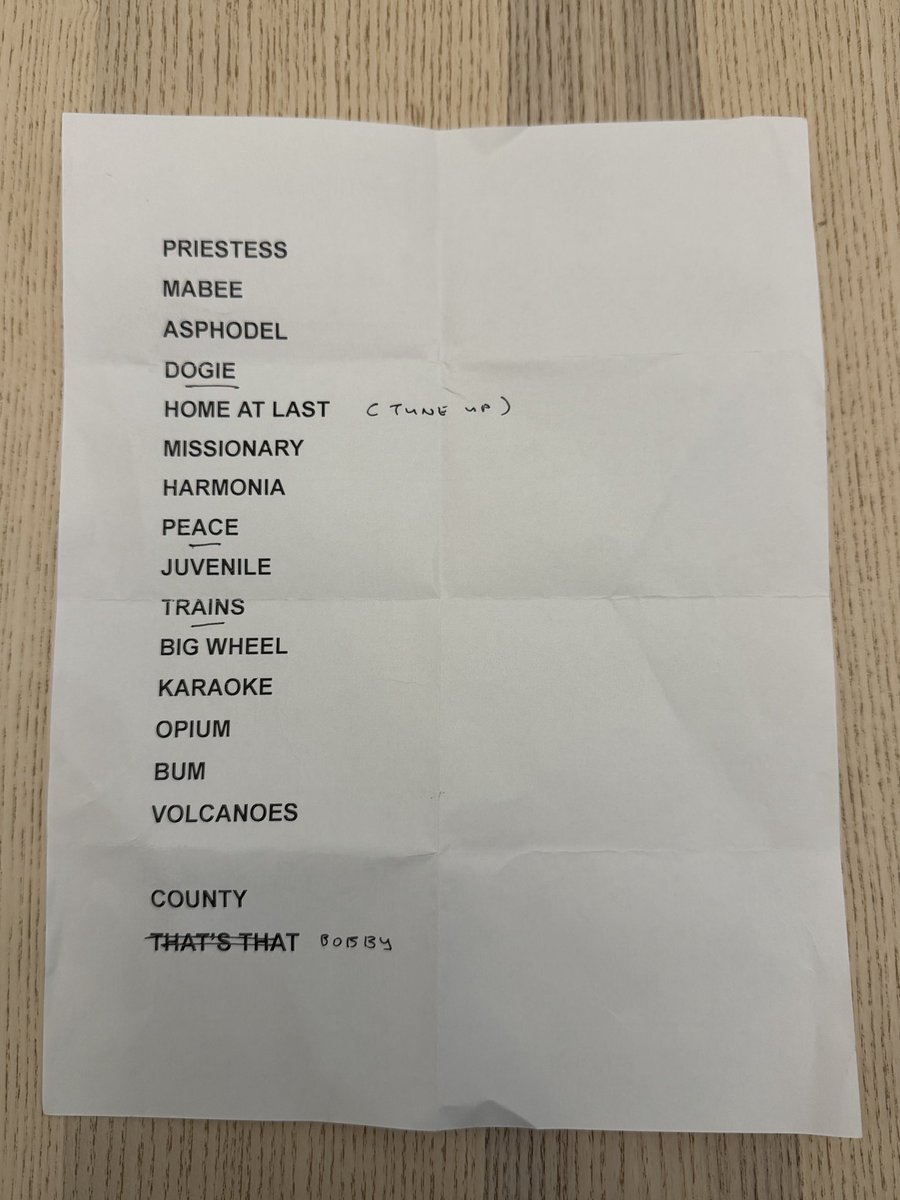 PRIESTESS
MABEE
ASPHODEL
DOGIE
HOME AT LAST (TUNE UP)
MISSIONARY
HARMONIA
PEACE
JUVENILE
TRAINS
BIG WHEEL
KARAOKE
OPIUM
BUM
VOLCANOES
COUNTY
THAT'S THAT BOBBY